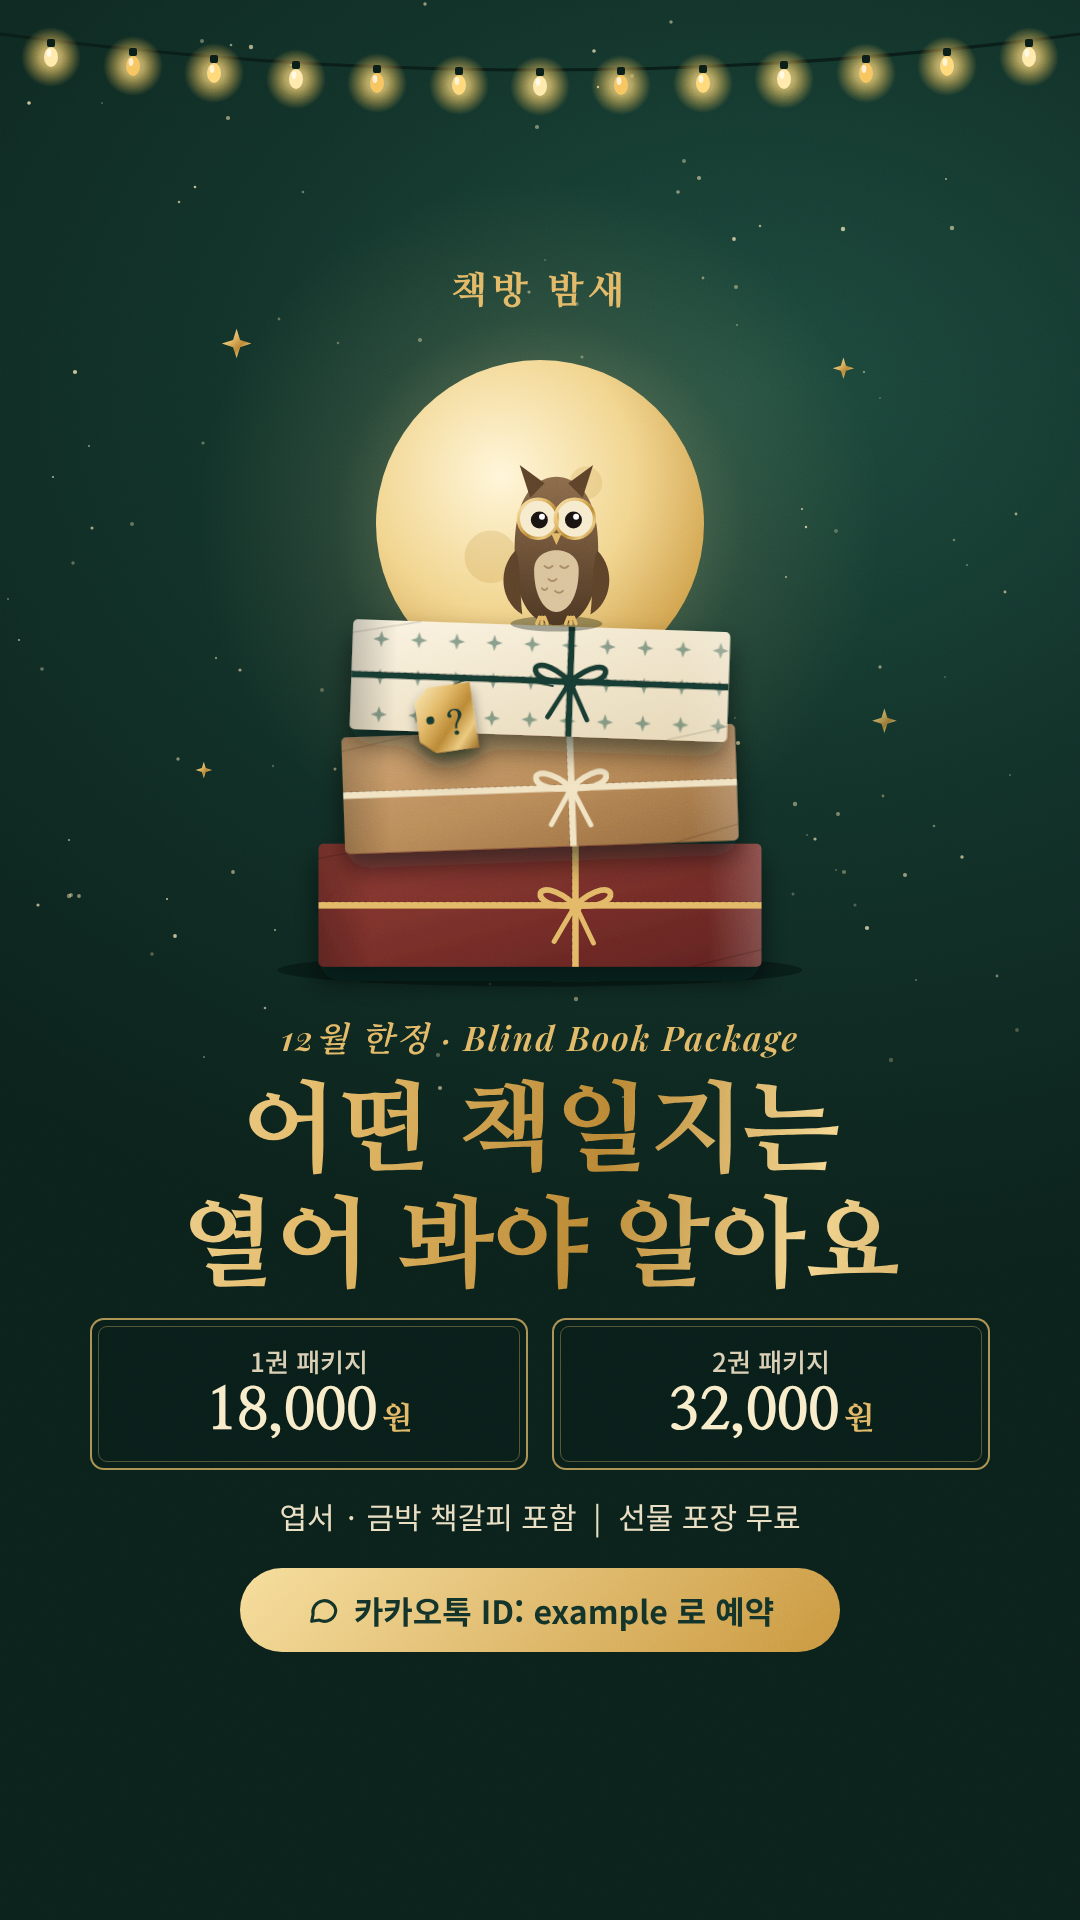 책방 밤새
?
12월 한정 · Blind Book Package
어떤 책일지는
열어 봐야 알아요
1권 패키지
18,000원
2권 패키지
32,000원
엽서 · 금박 책갈피 포함 | 선물 포장 무료
카카오톡 ID: example 로 예약